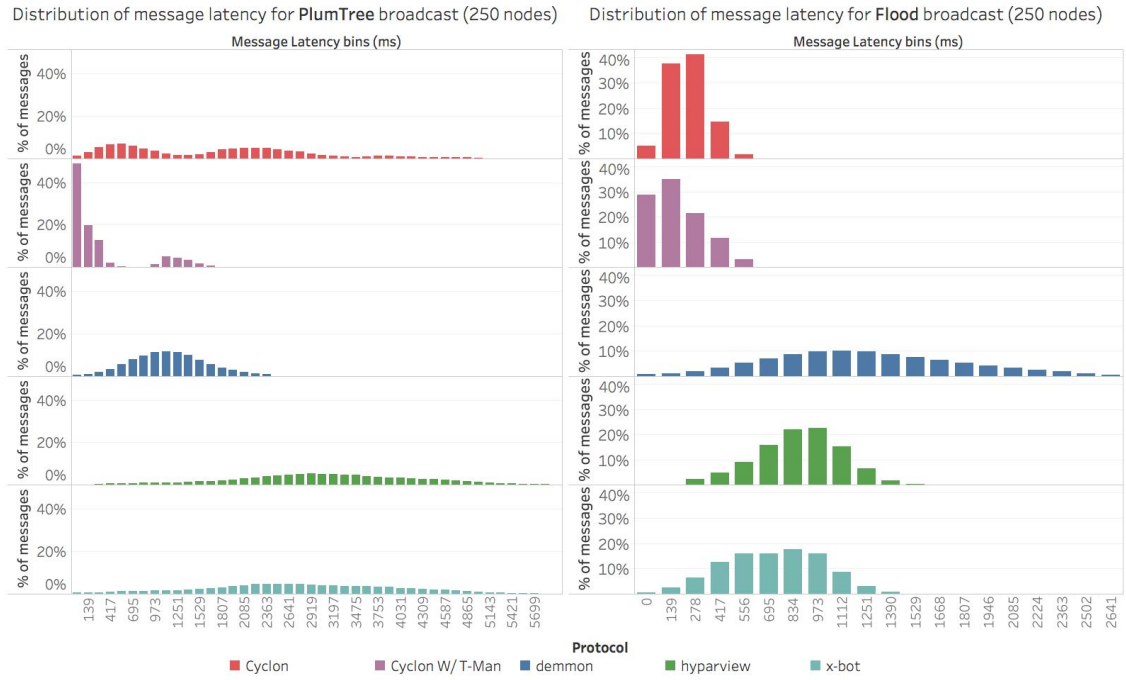 Distribution of message latency for PlumTree broadcast (250 nodes)
Message Latency bins (ms)
% of messages
40%
20%
0%
% of messages
40%
20%
0%
% of messages
40%
20%
0%
% of messages
40%
20%
0%
% of messages
40%
20%
0%
139 417 695 973 1251 1529 1807 2085 2363 2641 2919 3197 3475 3753 4031 4309 4587 4865 5143 5421 5699
Distribution of message latency for Flood broadcast (250 nodes)
Message Latency bins (ms)
% of messages
40%
30%
20%
10%
% of messages
40%
30%
20%
10%
% of messages
40%
30%
20%
10%
% of messages
40%
30%
20%
10%
% of messages
40%
30%
20%
10%
0 139 278 417 556 695 834 973 1112 1251 1390 1529 1668 1807 1946 2085 2224 2363 2502 2641
Protocol
Cyclon Cyclon W/ T-Man demmon hyparview x-bot